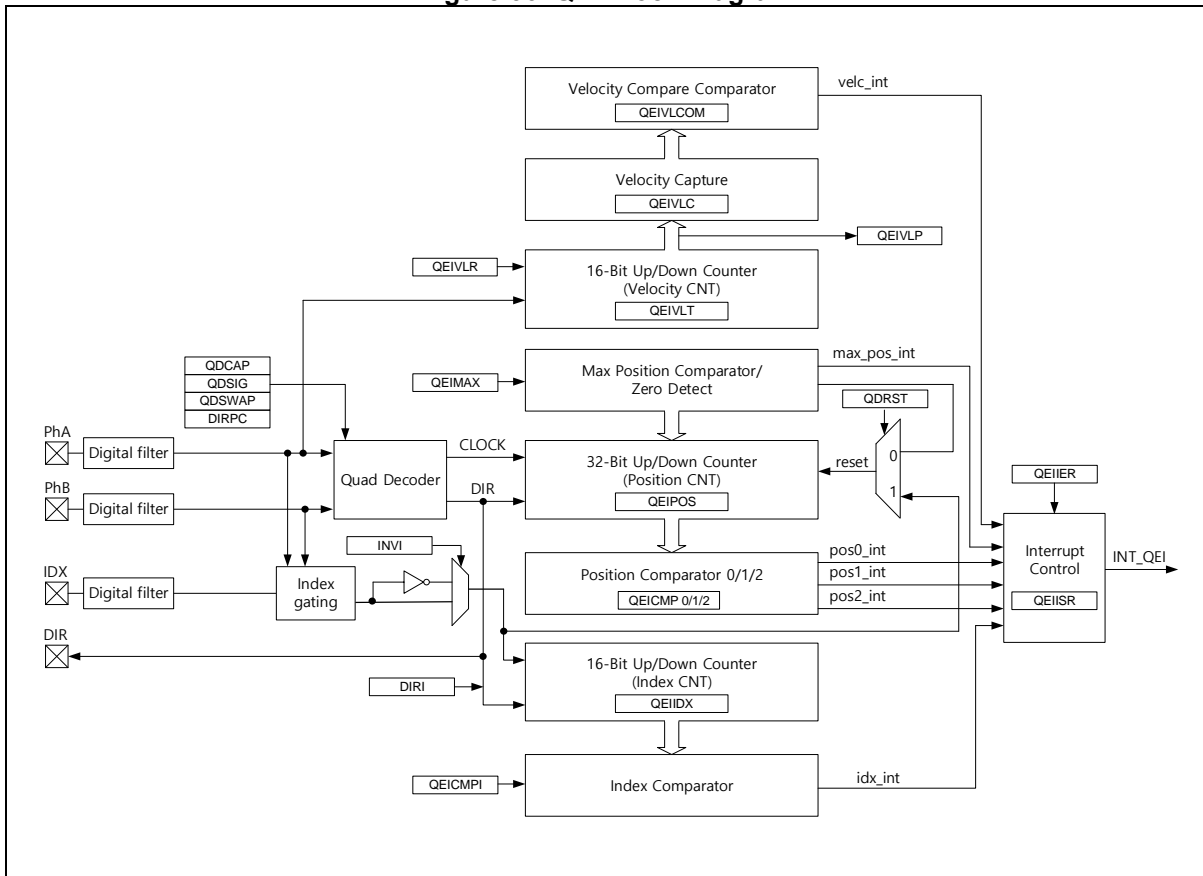 Velocity Compare Comparator
QEIVLCOM
velc_int
Velocity Capture
QEIVLC
QEIVLP
QEIVLR
16-Bit Up/Down Counter
(Velocity CNT)
QEIVLT
QDCAP
QDSIG
QDSWAP
DIRPC
QEIMAX
Max Position Comparator/
Zero Detect
max_pos_int
QDRST
PhA
Digital filter
PhB
Digital filter
Quad Decoder
CLOCK
DIR
32-Bit Up/Down Counter
(Position CNT)
QEIPOS
reset
0
1
QEIIER
INVI
IDX
Digital filter
Index
gating
Position Comparator 0/1/2
QEICMP 0/1/2
pos0_int
pos1_int
pos2_int
Interrupt
Control
QEIISR
INT_QEI
DIR
DIRI
16-Bit Up/Down Counter
(Index CNT)
QEIIDX
QEICMPI
Index Comparator
idx_int